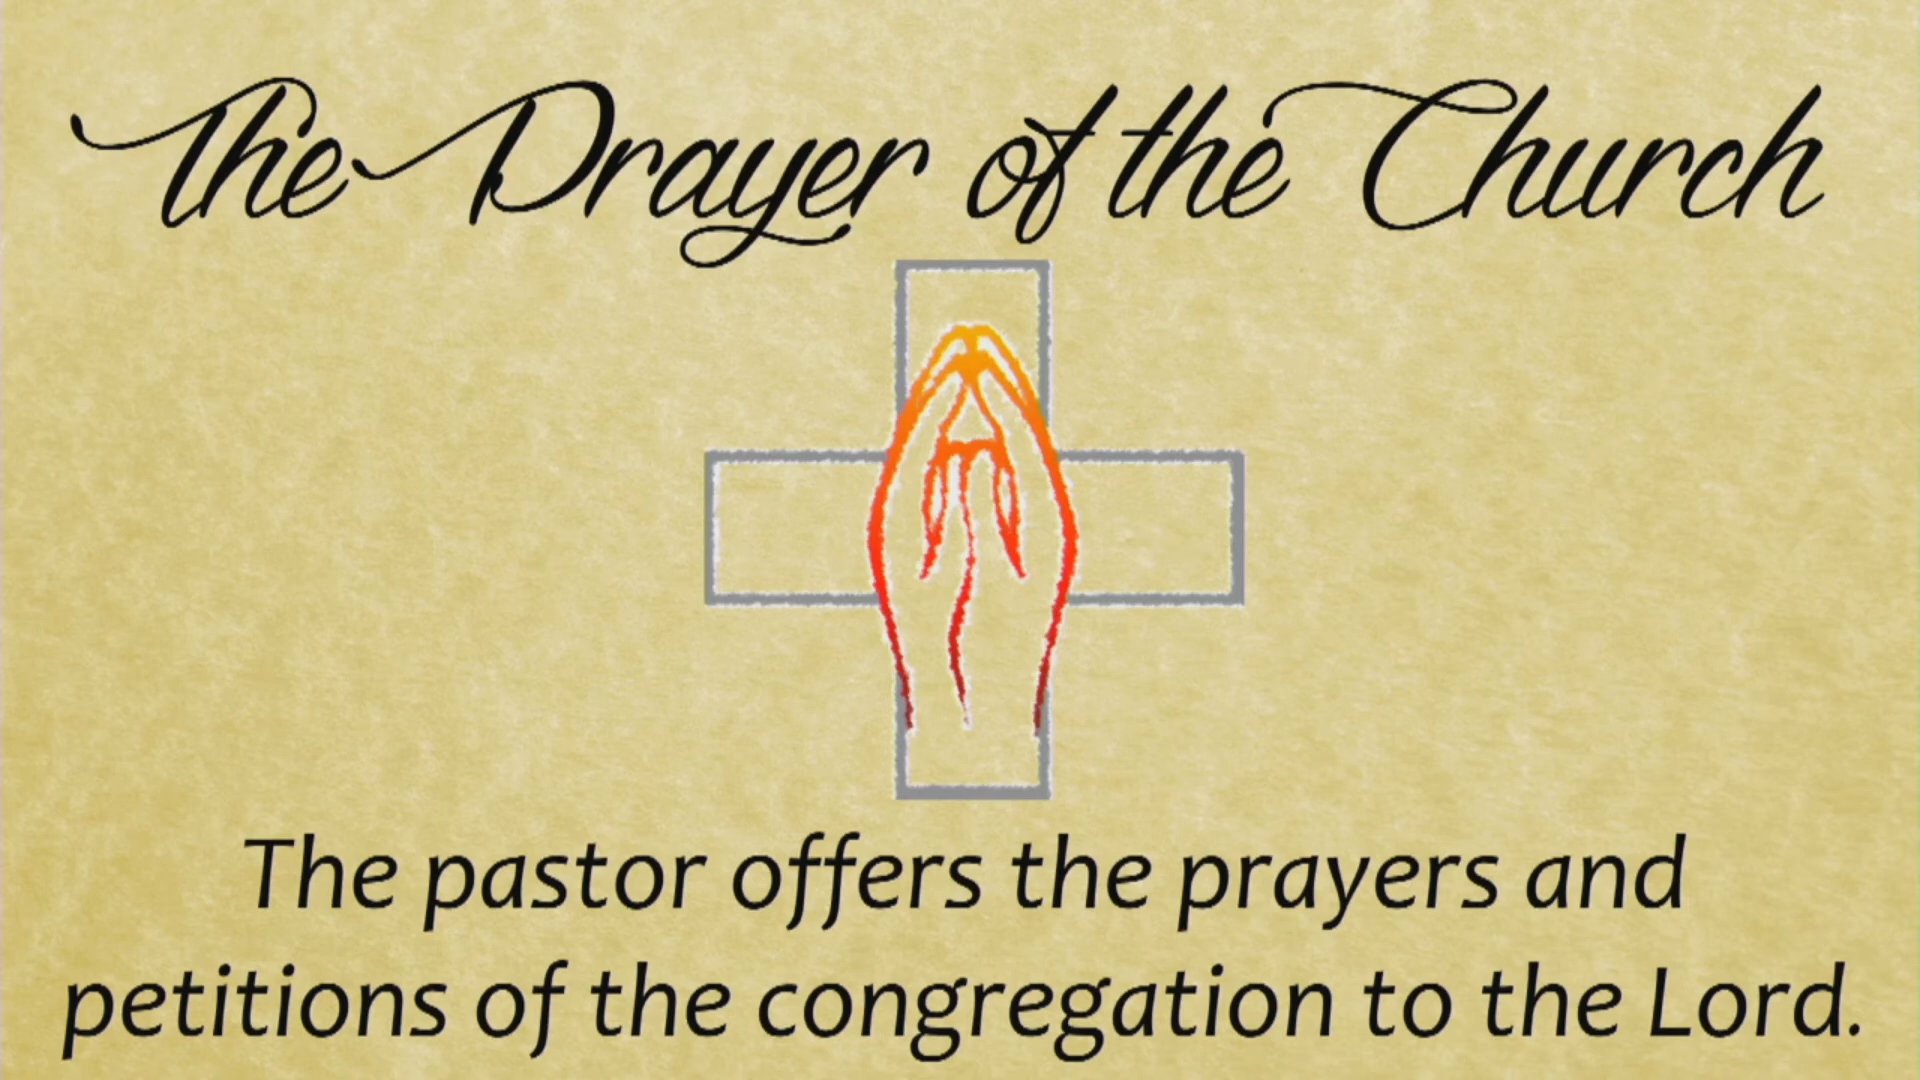 The Prayer of the Church
The pastor offers the prayers and
petitions of the congregation to the Lord.